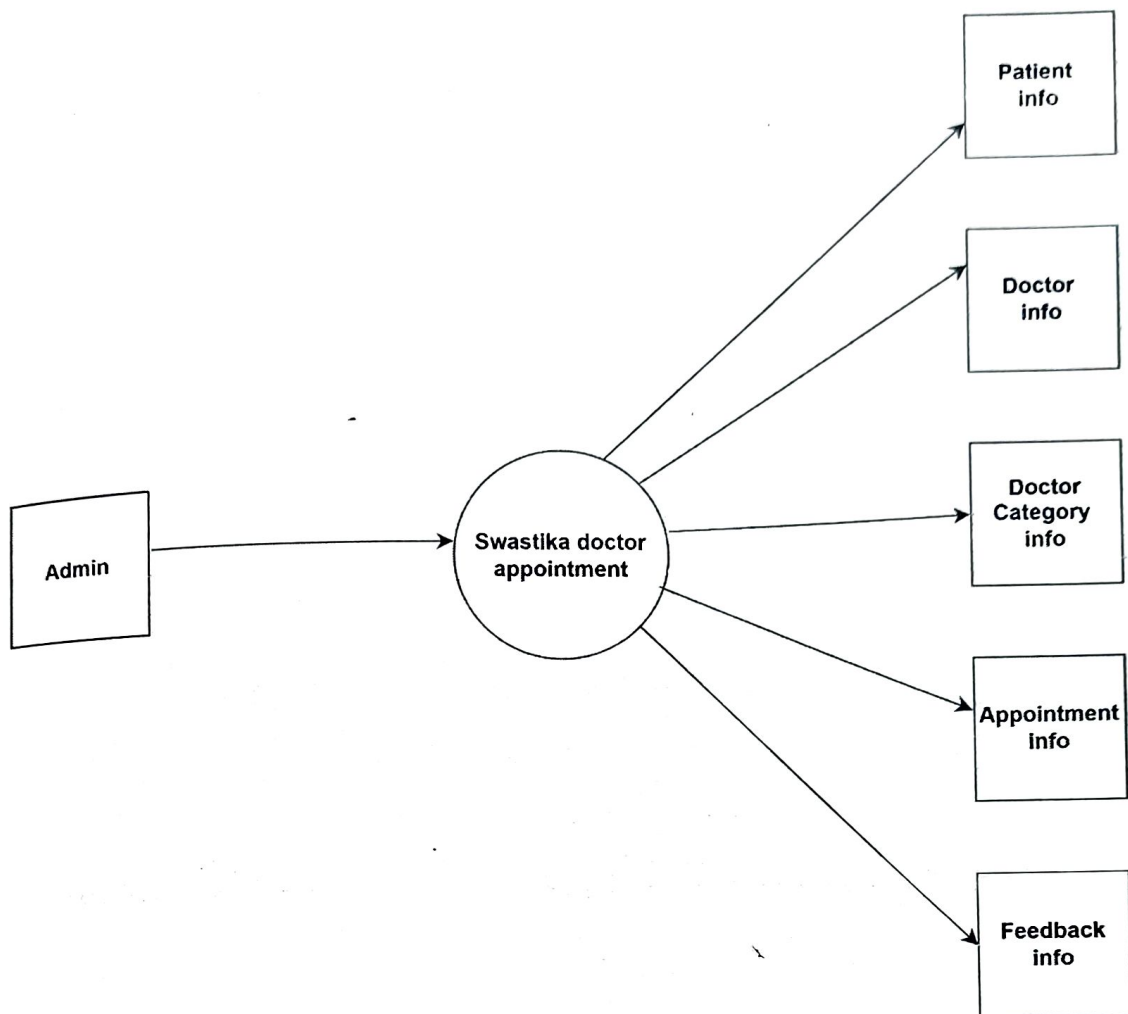 Patient
info
Doctor
info
Doctor
Category
info
Admin
Swastika doctor
appointment
Appointment
info
Feedback
info